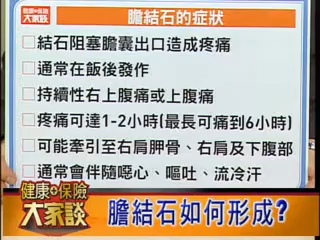 健康+保險
大家談
膽結石的症狀
□結石阻塞膽囊出口造成疼痛
□通常在飯後發作
□持續性右上腹痛或上腹痛
□疼痛可達1-2小時(最長可痛到6小時)
□可能牽引至右肩胛骨、右肩及下腹部
□通常會伴隨噁心、嘔吐、流冷汗
健康+保險
大家談
膽結石如何形成?